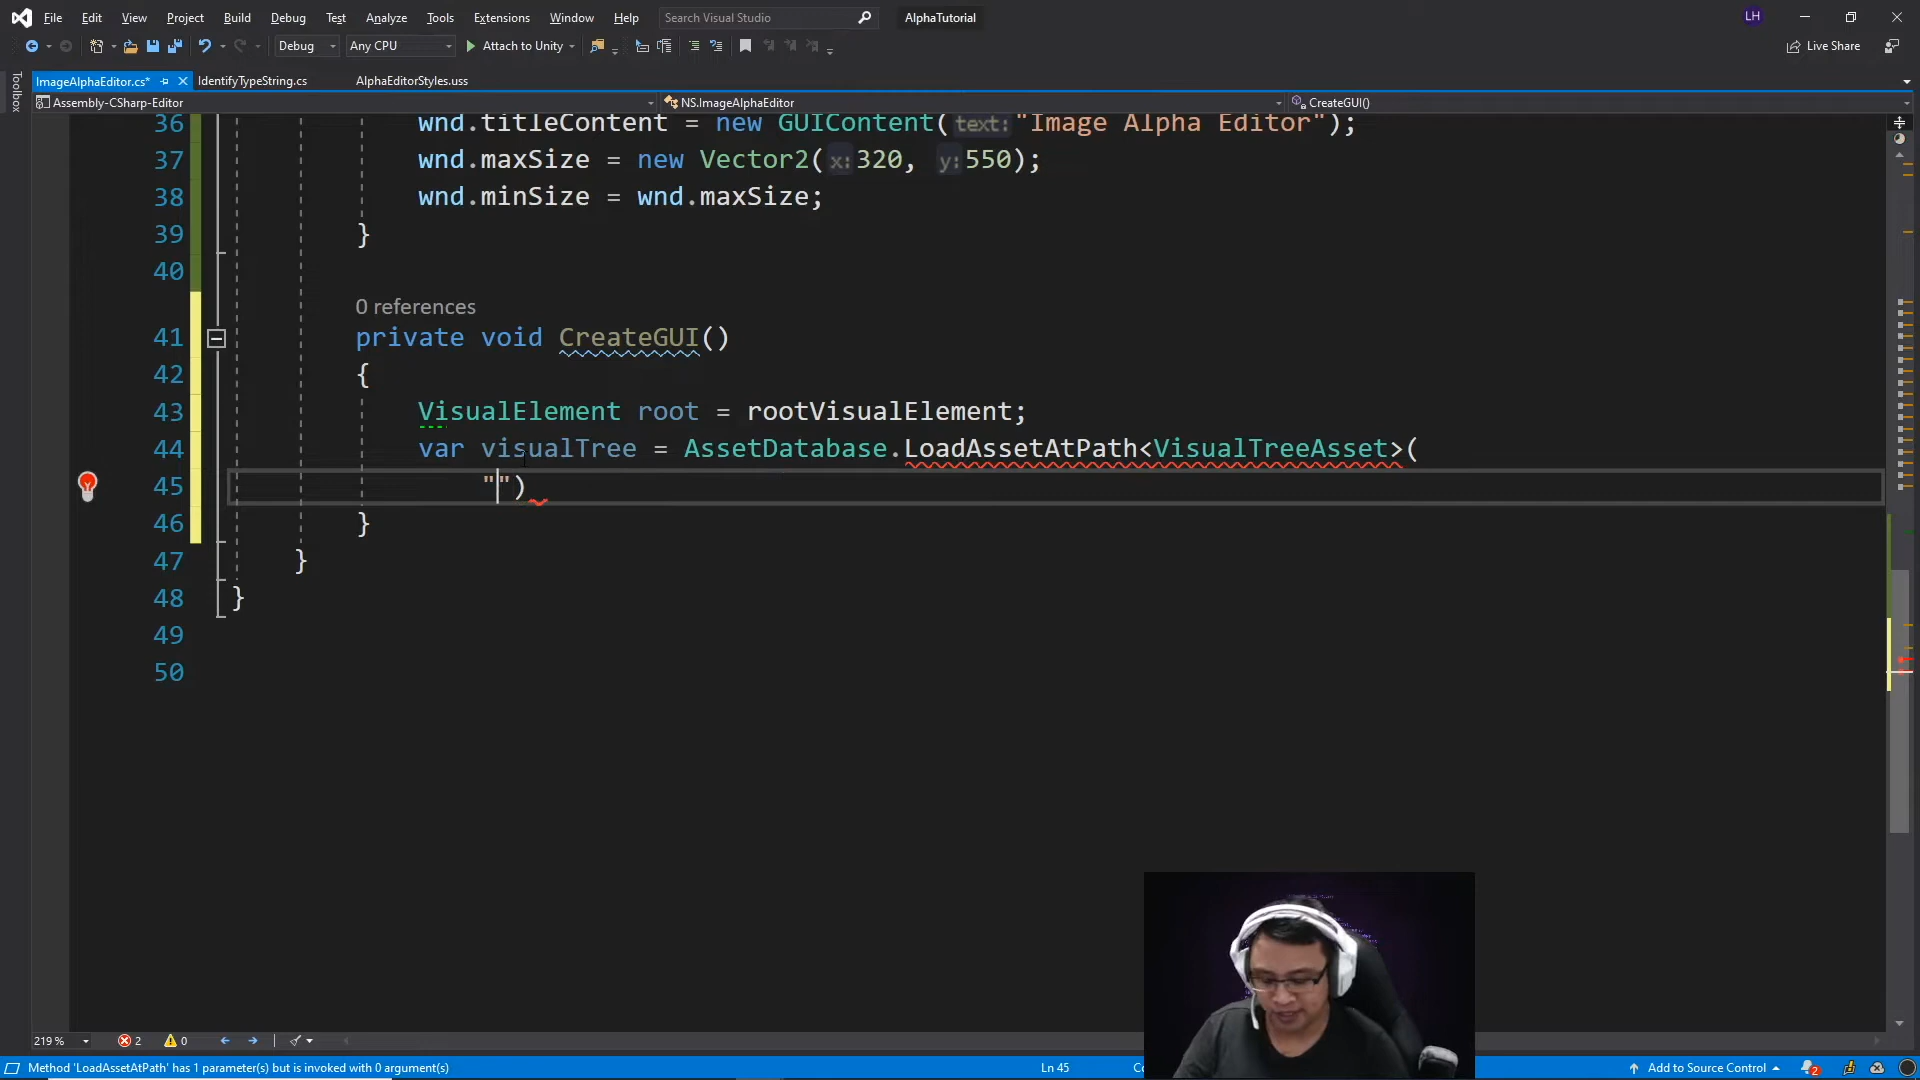 File Edit View Project Build Debug Test Analyze Tools Extensions Window Help Search Visual Studio AlphaTutorial LH
Debug Any CPU Attach to Unity Live Share
ImageAlphaEditor.cs* IdentifyTypeString.cs AlphaEditorStyles.uss
Toolbox
Assembly-CSharp-Editor NS.ImageAlphaEditor CreateGUI()
36 wnd.titleContent = new GUIContent(text:"Image Alpha Editor");
37 wnd.maxSize = new Vector2(x:320, y:550);
38 wnd.minSize = wnd.maxSize;
39 }
40
0 references
41 private void CreateGUI()
42 {
43 VisualElement root = rootVisualElement;
44 var visualTree = AssetDatabase.LoadAssetAtPath<VisualTreeAsset>(
45 "")
46 }
47 }
48 }
49
50
219 % 2 0
Method 'LoadAssetAtPath' has 1 parameter(s) but is invoked with 0 argument(s) Ln 45 Add to Source Control 2